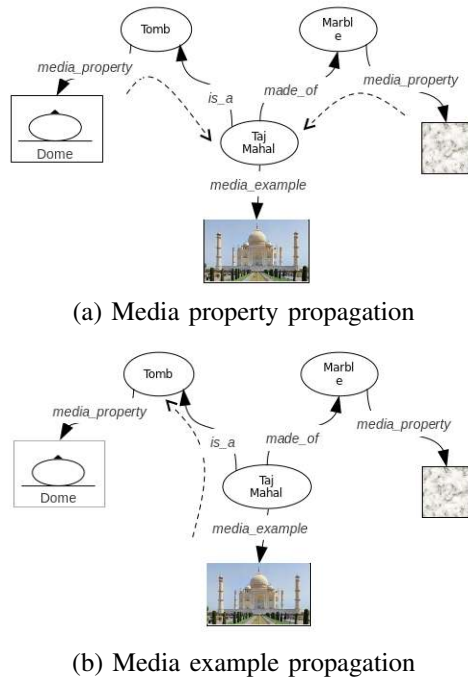 Tomb
Marbl
e
media_property
is_a
made_of
media_property
Dome
Taj
Mahal
media_example
(a) Media property propagation
Tomb
Marbl
e
media_property
is_a
made_of
media_property
Dome
Taj
Mahal
media_example
(b) Media example propagation